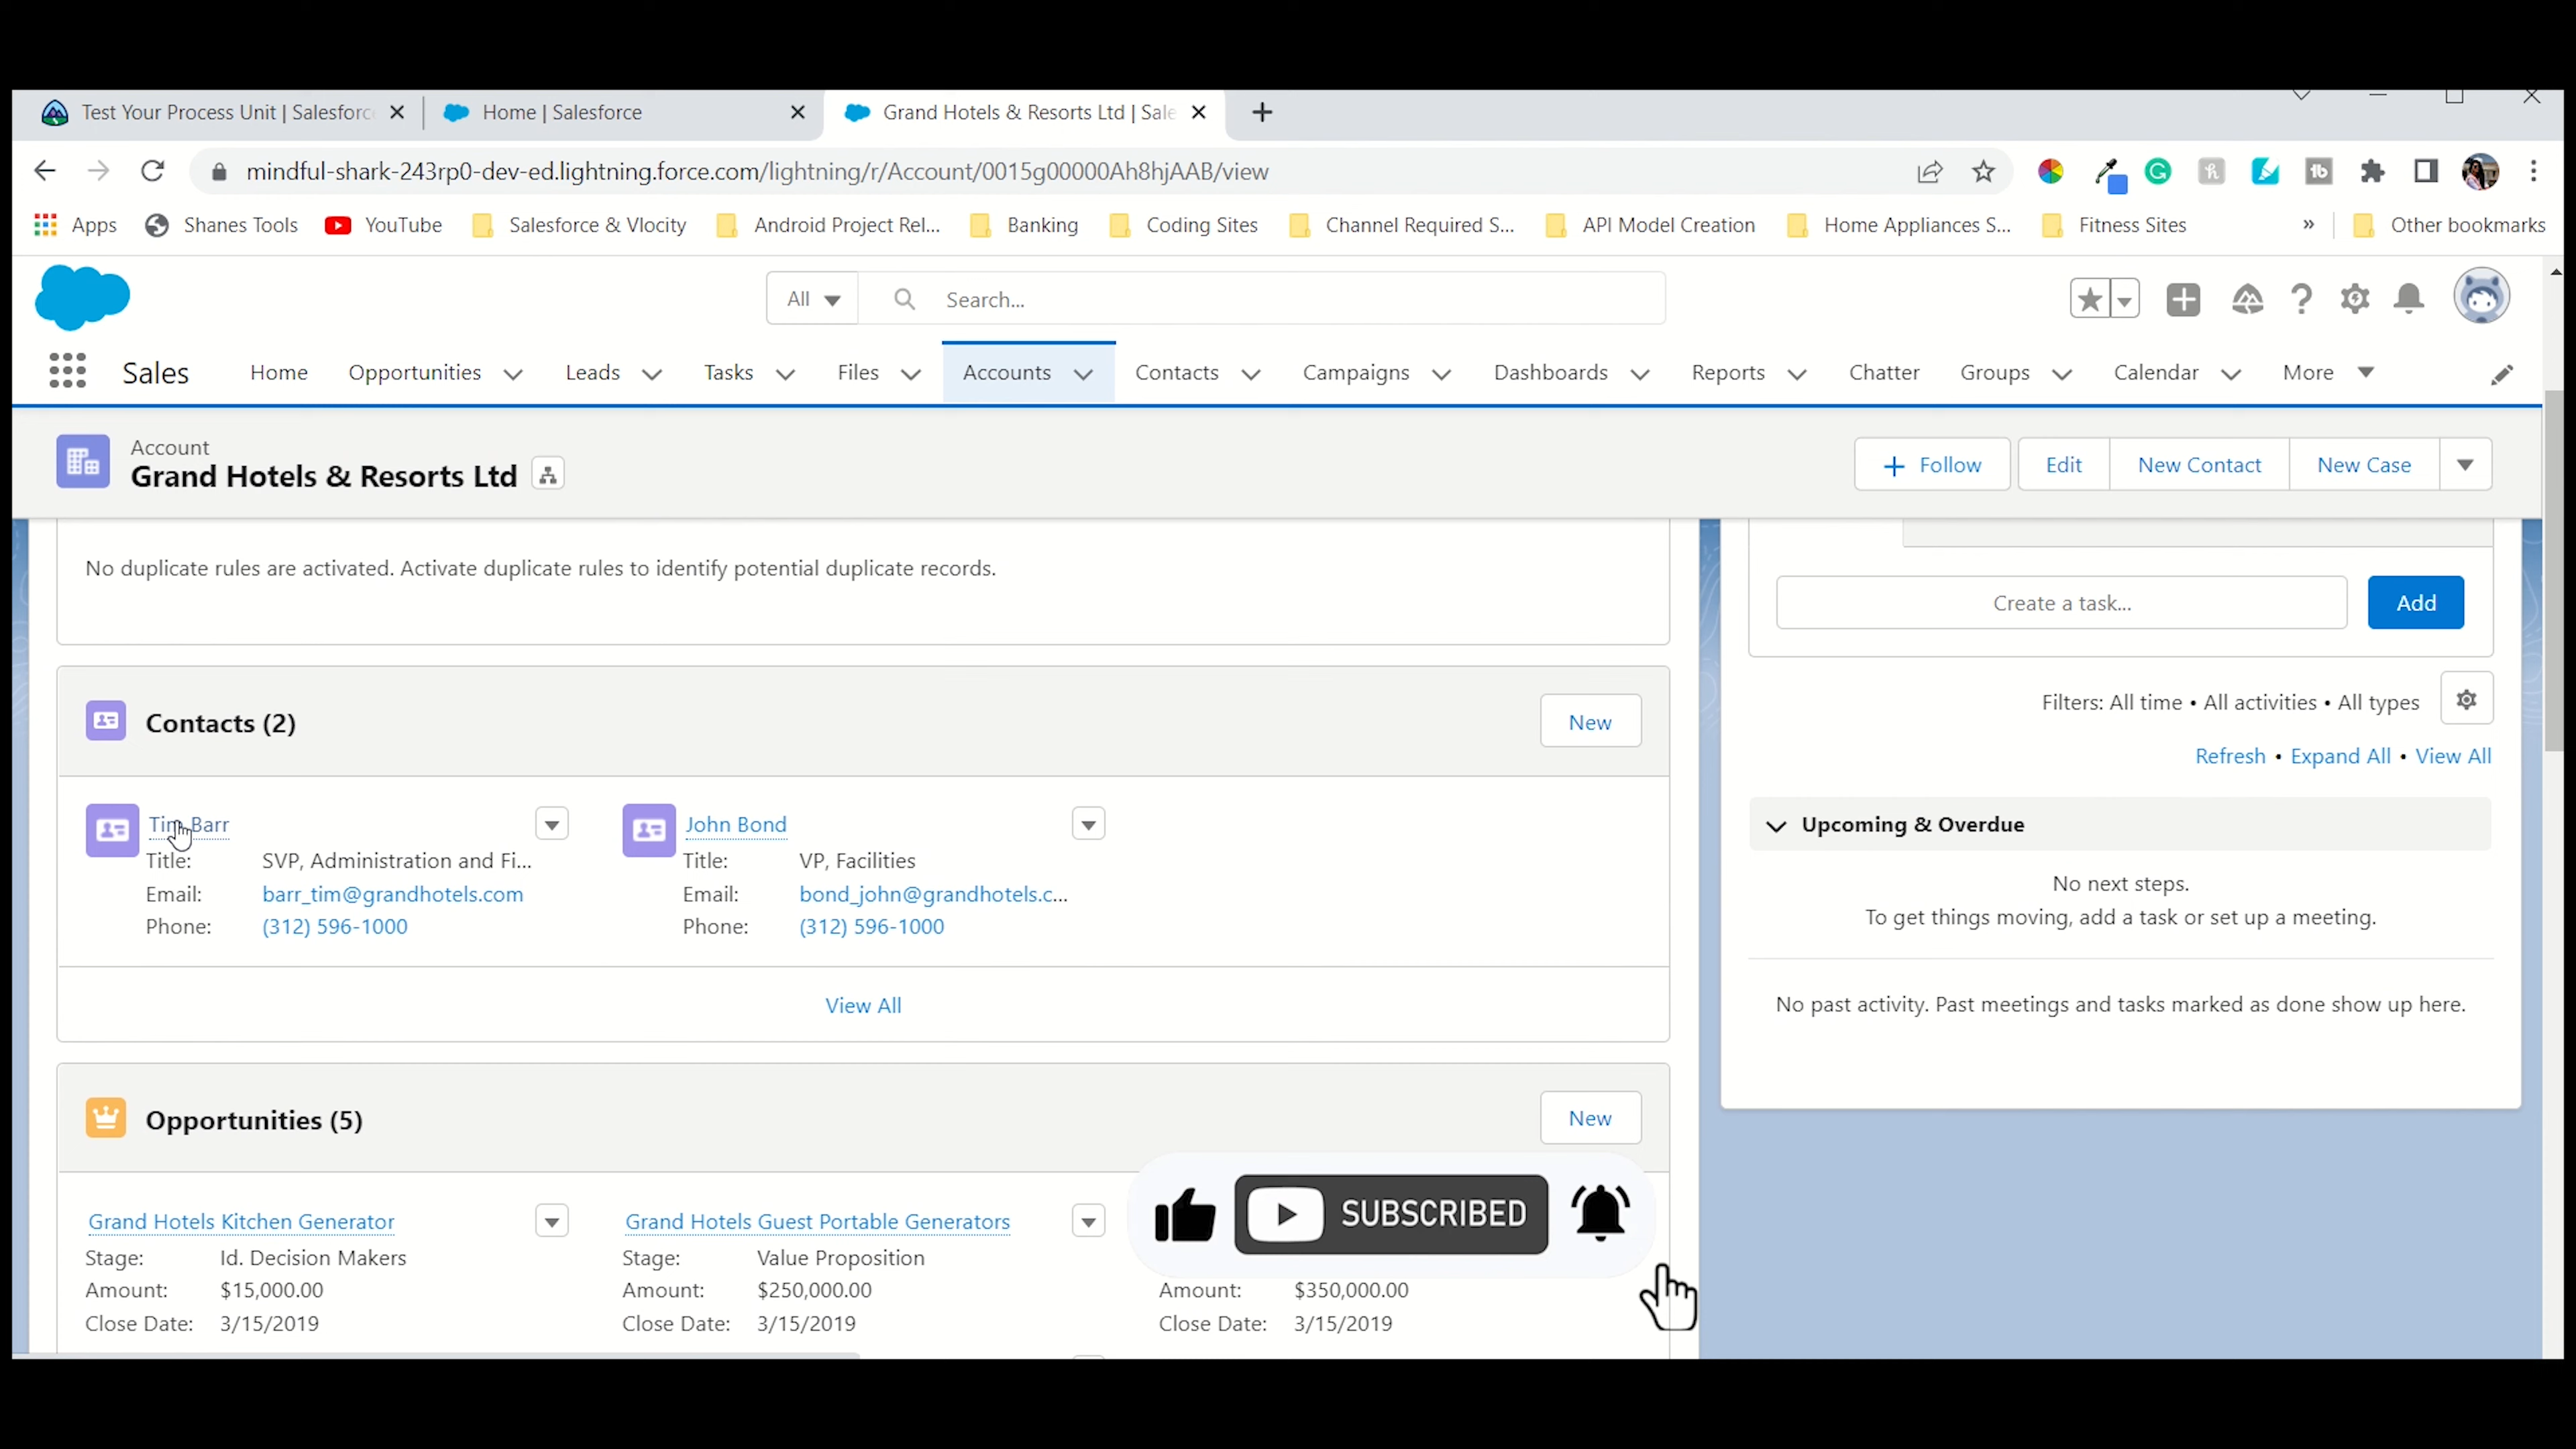 Test Your Process Unit | Salesforc
Home | Salesforce
Grand Hotels & Resorts Ltd | Sale
mindful-shark-243rp0-dev-ed.lightning.force.com/lightning/r/Account/0015g00000Ah8hjAAB/view
Apps Shanes Tools YouTube Salesforce & Vlocity Android Project Rel... Banking Coding Sites Channel Required S... API Model Creation Home Appliances S... Fitness Sites » Other bookmarks
All Search...
Sales Home Opportunities Leads Tasks Files Accounts Contacts Campaigns Dashboards Reports Chatter Groups Calendar More
Account
Grand Hotels & Resorts Ltd
+ Follow Edit New Contact New Case
No duplicate rules are activated. Activate duplicate rules to identify potential duplicate records.
Contacts (2) New
Tim Barr
Title: SVP, Administration and Fi...
Email: barr_tim@grandhotels.com
Phone: (312) 596-1000
John Bond
Title: VP, Facilities
Email: bond_john@grandhotels.c...
Phone: (312) 596-1000
View All
Opportunities (5) New
Grand Hotels Kitchen Generator
Stage: Id. Decision Makers
Amount: $15,000.00
Close Date: 3/15/2019
Grand Hotels Guest Portable Generators
Stage: Value Proposition
Amount: $250,000.00
Close Date: 3/15/2019
Amount: $350,000.00
Close Date: 3/15/2019
SUBSCRIBED
Create a task... Add
Filters: All time • All activities • All types
Refresh • Expand All • View All
Upcoming & Overdue
No next steps.
To get things moving, add a task or set up a meeting.
No past activity. Past meetings and tasks marked as done show up here.